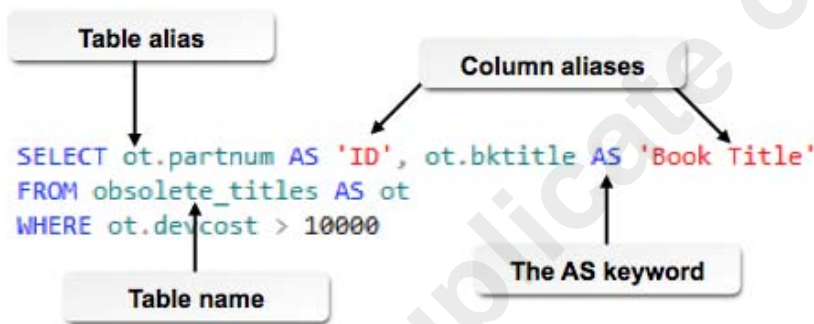 Table alias
Column aliases
SELECT ot.partnum AS 'ID', ot.bktitle AS 'Book Title'
FROM obsolete_titles AS ot
WHERE ot.devcost > 10000
The AS keyword
Table name